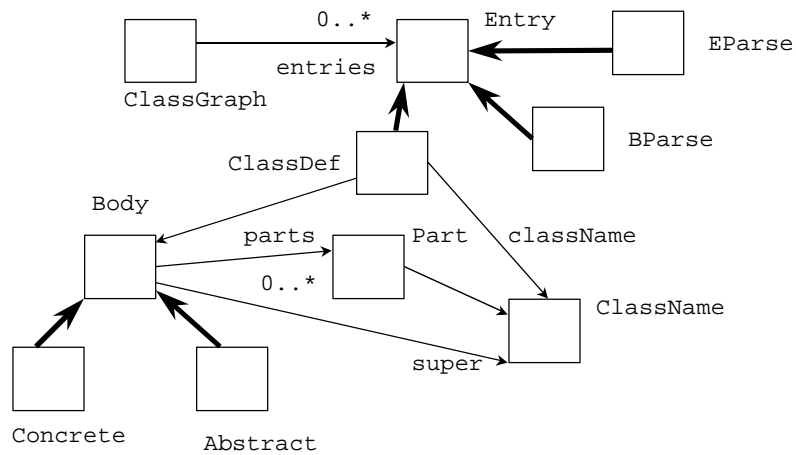 0..*
Entry
EParse
entries
ClassGraph
BParse
ClassDef
Body
parts
Part
className
0..*
ClassName
super
Concrete
Abstract